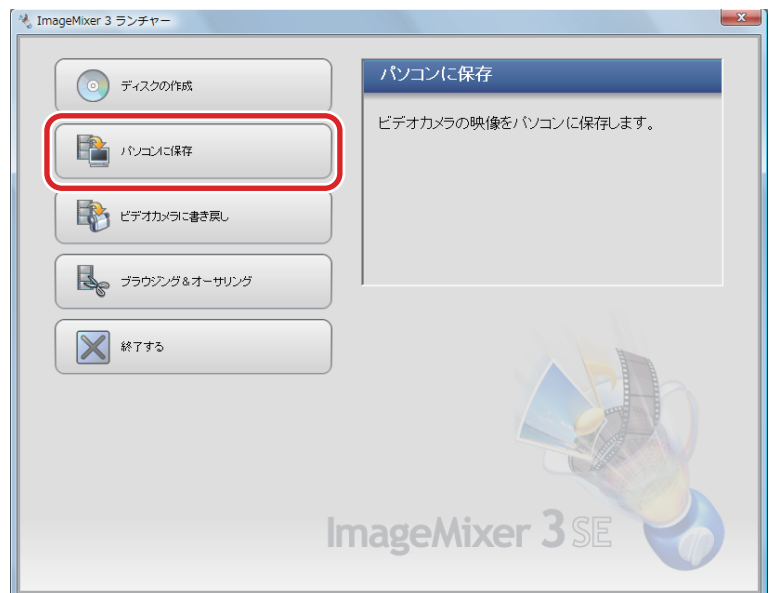 ImageMixer 3 ランチャー
ディスクの作成
パソコンに保存
ビデオカメラに書き戻し
ブラウジング&オーサリング
終了する
パソコンに保存
ビデオカメラの映像をパソコンに保存します。
ImageMixer 3 SE